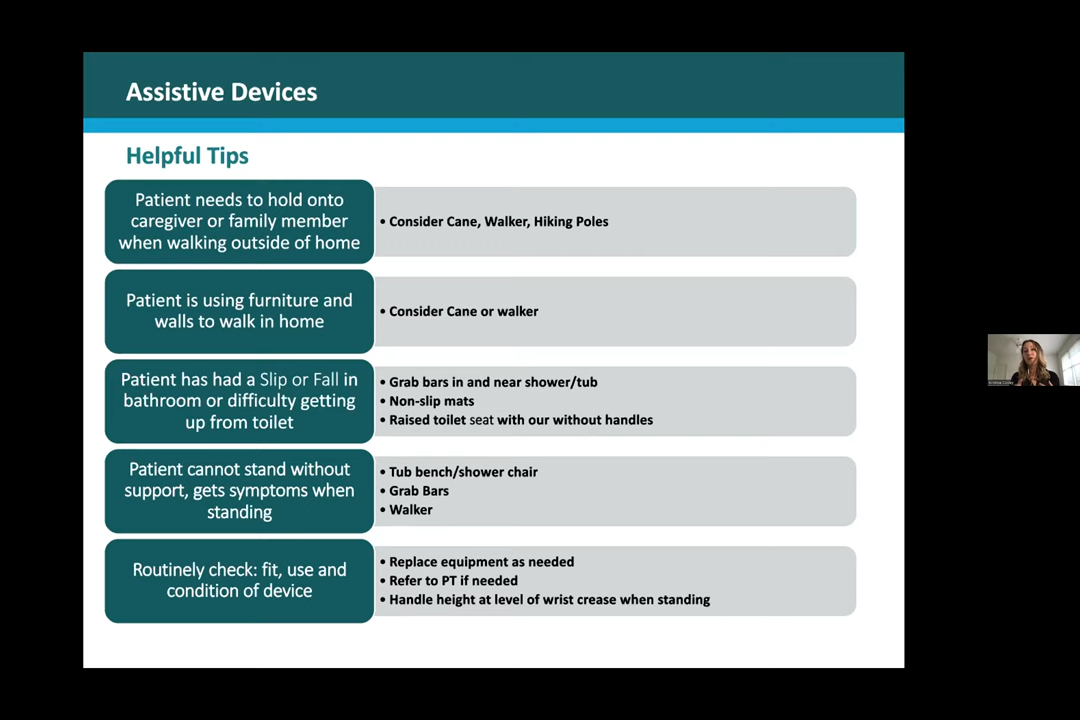 Assistive Devices
Helpful Tips
Patient needs to hold onto
caregiver or family member
when walking outside of home
• Consider Cane, Walker, Hiking Poles
Patient is using furniture and
walls to walk in home
• Consider Cane or walker
Patient has had a Slip or Fall in
bathroom or difficulty getting
up from toilet
• Grab bars in and near shower/tub
• Non-slip mats
• Raised toilet seat with our without handles
Patient cannot stand without
support, gets symptoms when
standing
• Tub bench/shower chair
• Grab Bars
• Walker
Routinely check: fit, use and
condition of device
• Replace equipment as needed
• Refer to PT if needed
• Handle height at level of wrist crease when standing